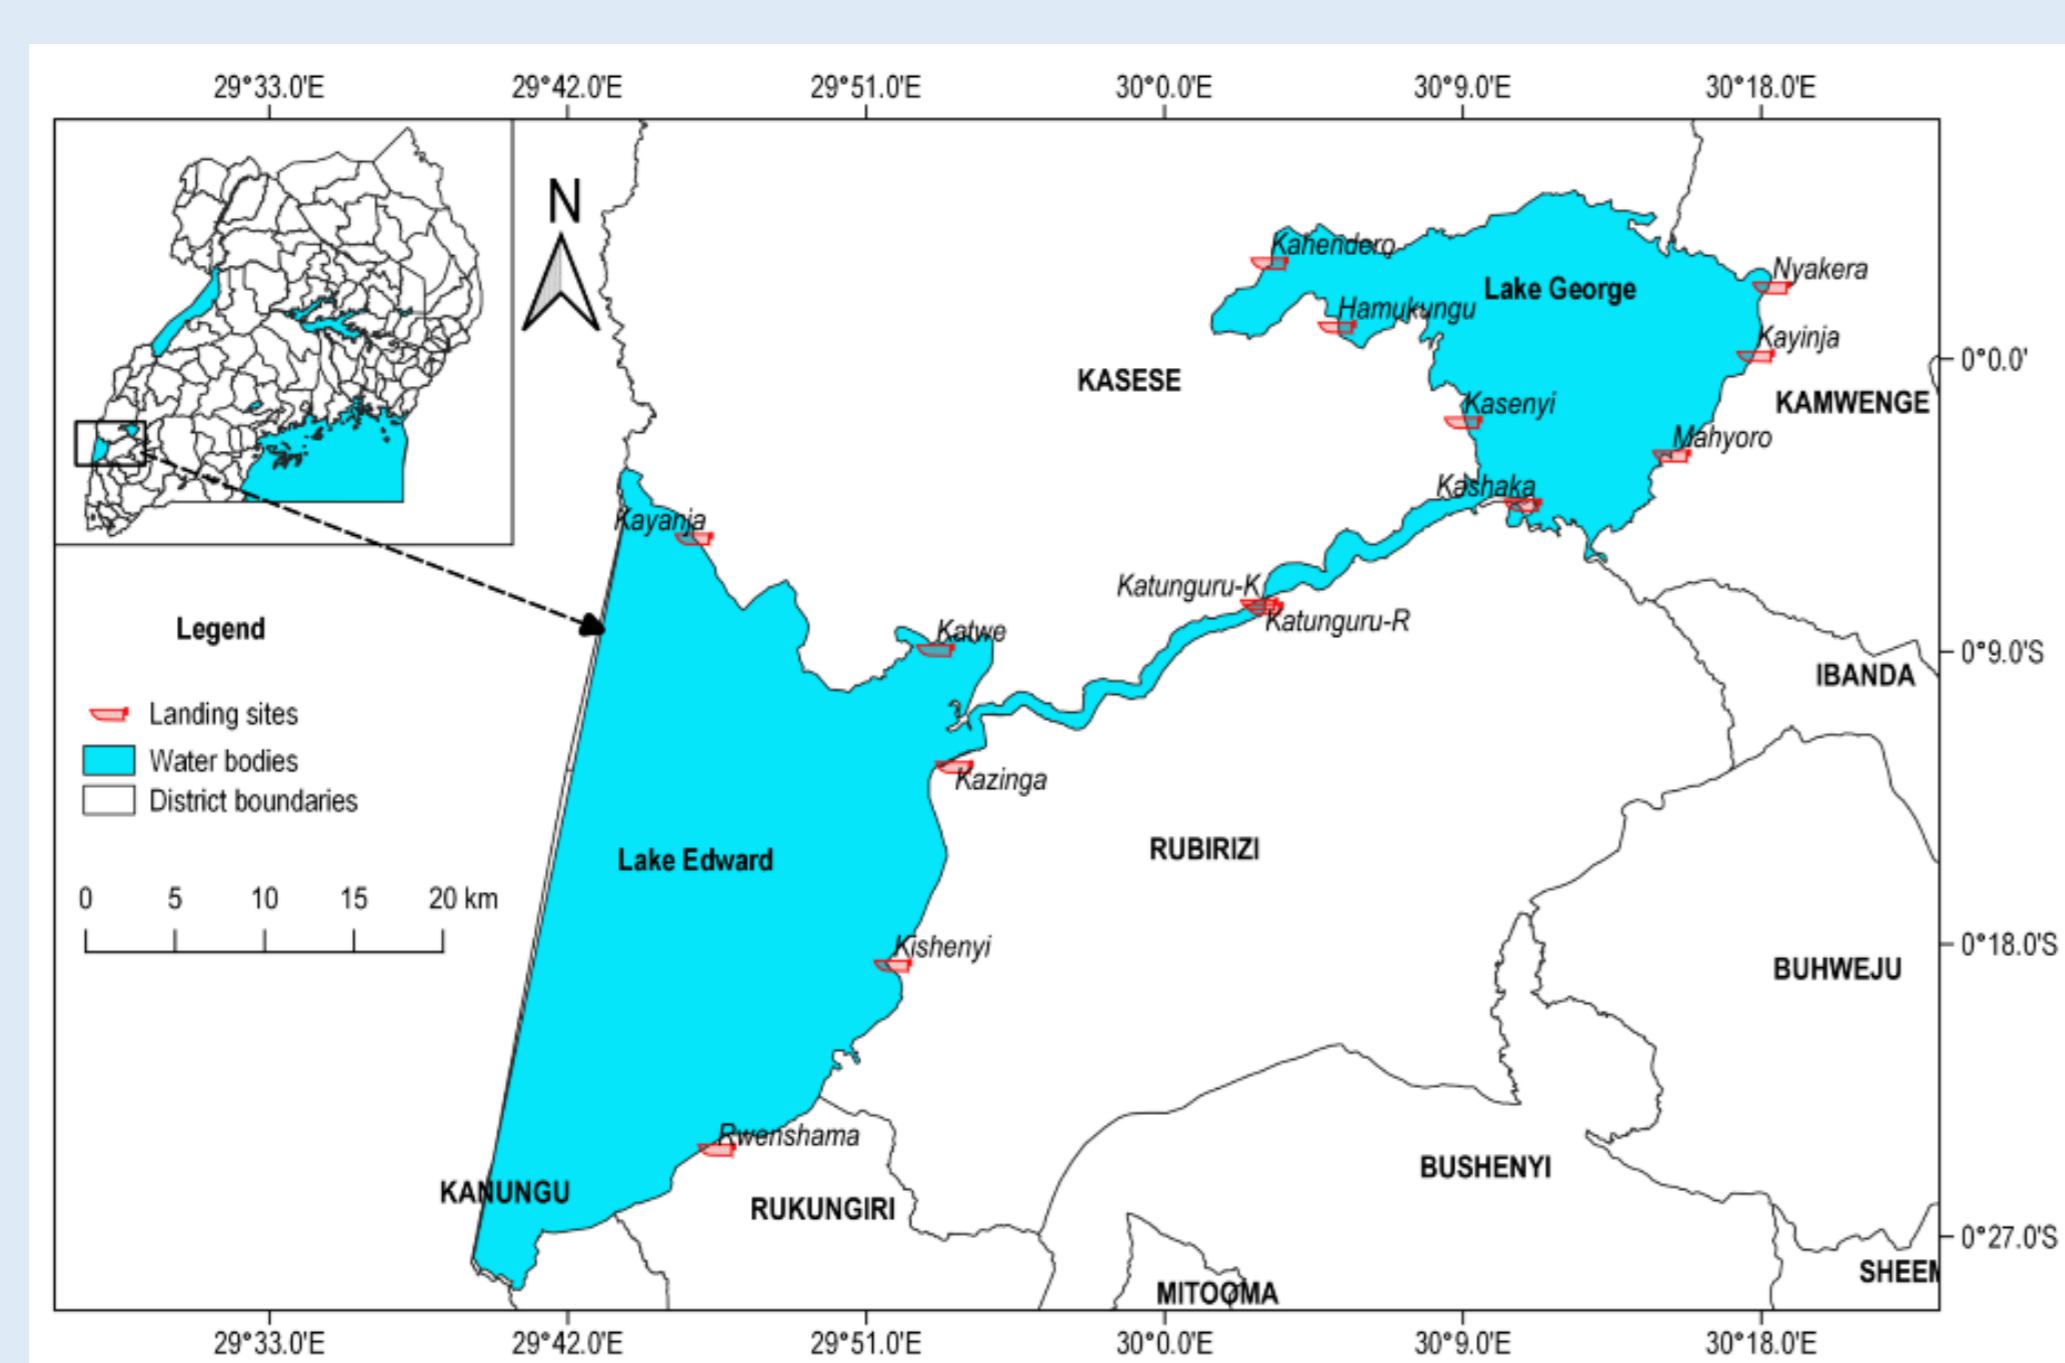 29°33.0'E 29°42.0'E 29°51.0'E 30°0.0'E 30°9.0'E 30°18.0'E
N
Kahendero
Lake George
Nyakera
Hamukungu
Kayinja
0°0.0'
KASESE
KAMWENGE
Kasenyi
Mahyoro
Kashaka
Kayanja
Katunguru-K
Katunguru-R
Legend
Katwe
0°9.0'S
IBANDA
Landing sites
Water bodies
District boundaries
Kazinga
RUBIRIZI
Lake Edward
0 5 10 15 20 km
Kishenyi
0°18.0'S
BUHWEJU
Rwenshama
BUSHENYI
KANUNGU
RUKUNGIRI
0°27.0'S
SHEEM
MITOOMA
29°33.0'E 29°42.0'E 29°51.0'E 30°0.0'E 30°9.0'E 30°18.0'E